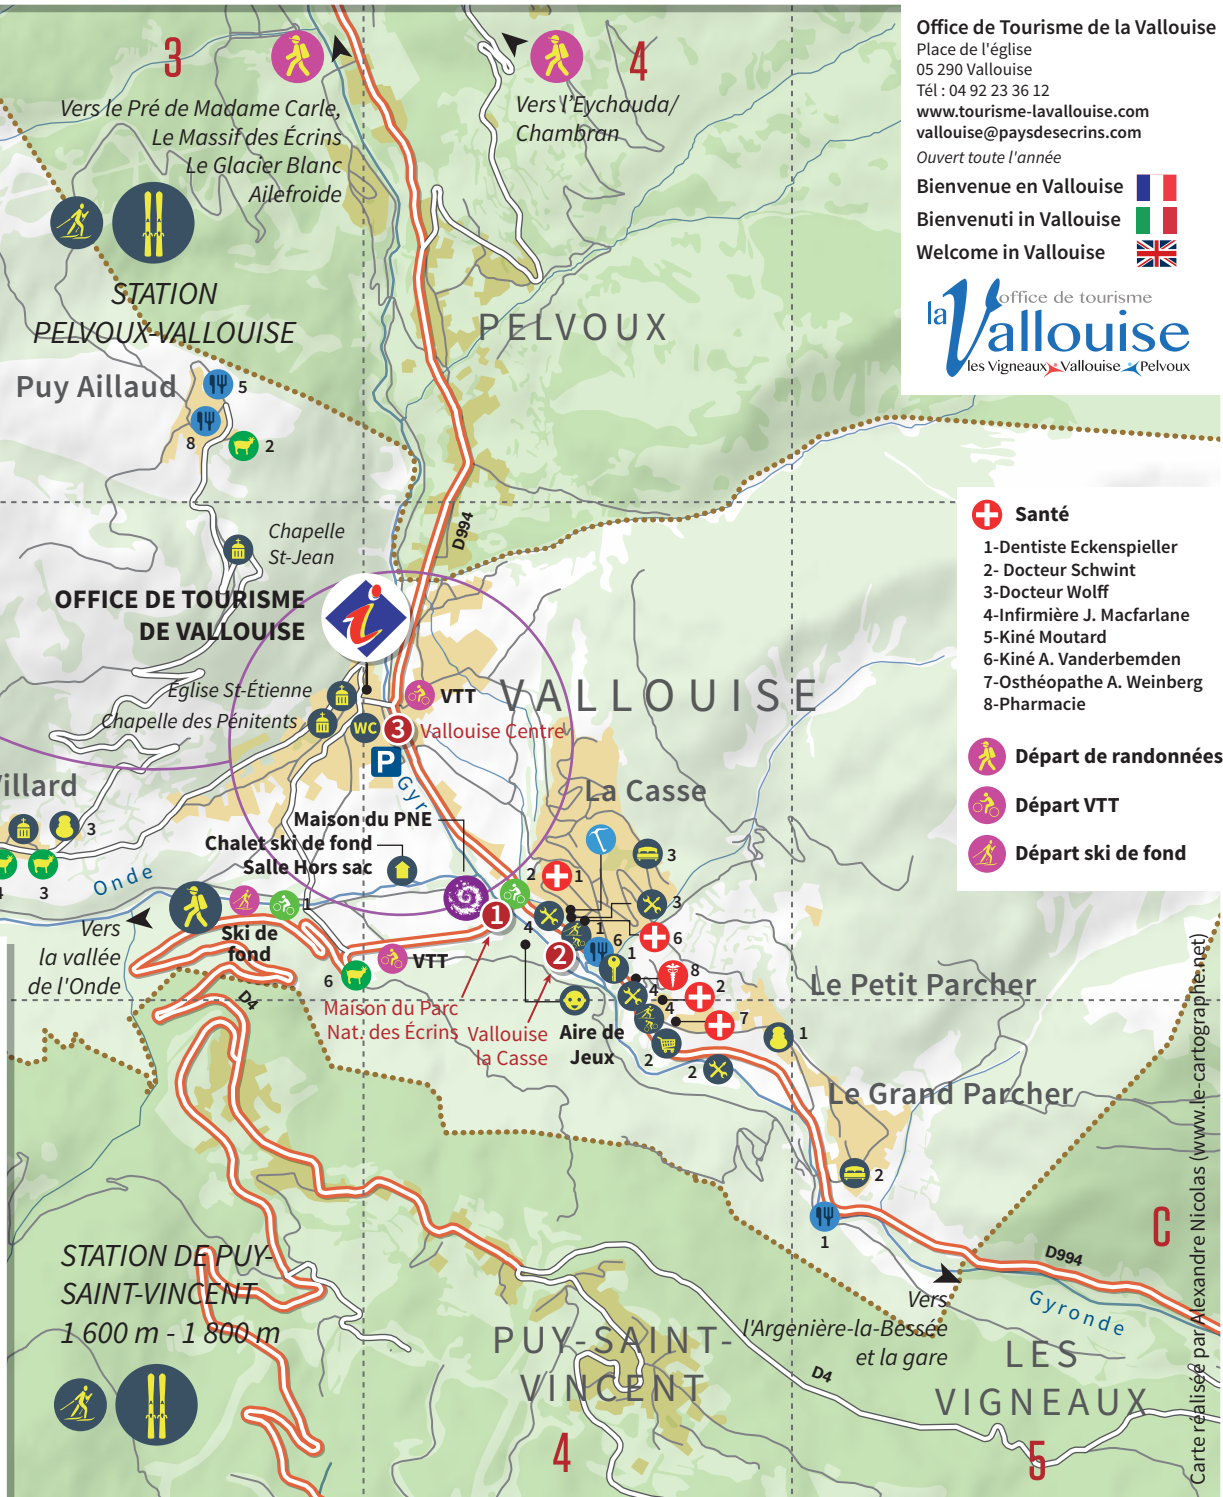 3
4
Vers le Pré de Madame Carle,
Le Massif des Écrins
Le Glacier Blanc
Ailefroide
Vers l'Eychauda/
Chambran
Office de Tourisme de la Vallouise
Place de l'église
05 290 Vallouise
Tél : 04 92 23 36 12
www.tourisme-lavallouise.com
vallouise@paysdesecrins.com
Ouvert toute l'année
Bienvenue en Vallouise
Bienvenuti in Vallouise
Welcome in Vallouise
office de tourisme
la Vallouise
les Vigneaux Vallouise Pelvoux
STATION
PELVOUX-VALLOUISE
PELVOUX
Puy Aillaud
5
8
2
D994
Chapelle
St-Jean
OFFICE DE TOURISME
DE VALLOUISE
i
Santé
1-Dentiste Eckenspieller
2- Docteur Schwint
3-Docteur Wolff
4-Infirmière J. Macfarlane
5-Kiné Moutard
6-Kiné A. Vanderbemden
7-Osthéopathe A. Weinberg
8-Pharmacie
Départ de randonnées
Départ VTT
Départ ski de fond
Église St-Étienne
Chapelle des Pénitents
WC
3
VTT
Vallouise Centre
VALLOUISE
P
Gyr
illard
3
4
3
La Casse
Maison du PNE
Chalet ski de fond
Salle Hors sac
3
Onde
2
1
3
1
1
4
1
6
6
1
2
Vers
la vallée
de l'Onde
Ski de
fond
VTT
6
8
2
4
4
7
D4
Maison du Parc
Nat. des Écrins
Vallouise
la Casse
Aire de
Jeux
Le Petit Parcher
1
2
2
Le Grand Parcher
2
1
STATION DE PUY-
SAINT-VINCENT
1 600 m - 1 800 m
C
D994
Gyronde
Vers
l'Argenière-la-Bessée
et la gare
PUY-SAINT-
VINCENT
D4
LES
VIGNEAUX
4
5
Carte réalisée par Alexandre Nicolas (www.le-cartographe.net)